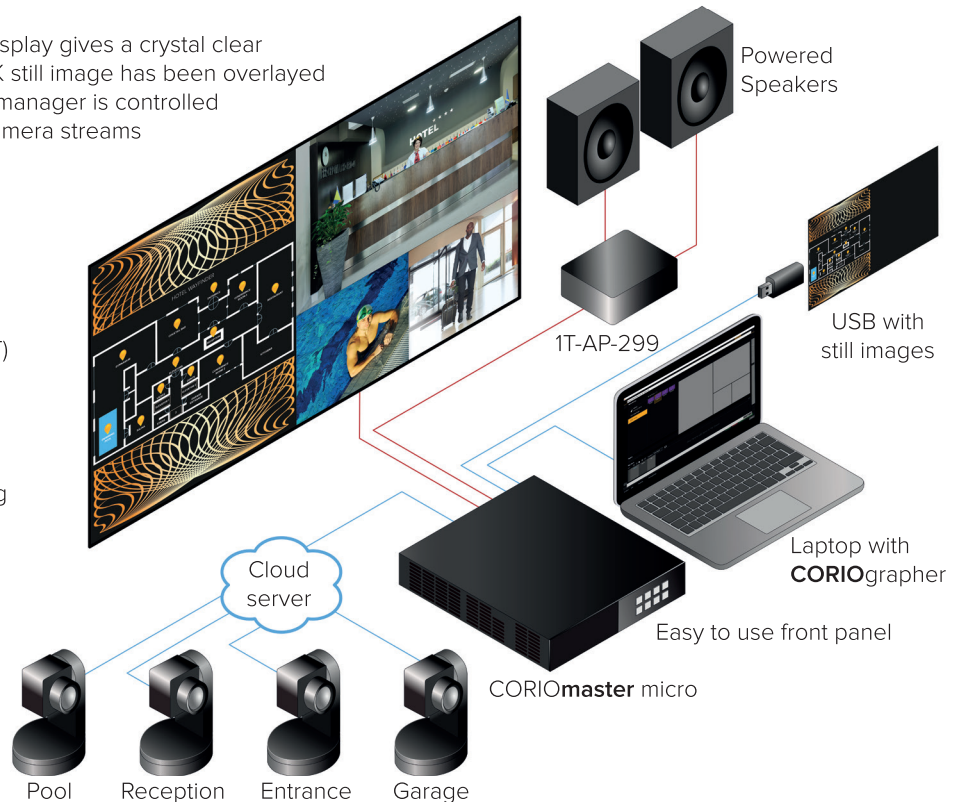 splay gives a crystal clear
K still image has been overlayed
manager is controlled
mera streams
Powered
Speakers
HOTEL
HOTEL WAYFINDER
1T-AP-299
USB with
still images
T)
g
Laptop with
CORIOgrapher
Cloud
server
Easy to use front panel
CORIOmaster micro
Pool
Reception
Entrance
Garage